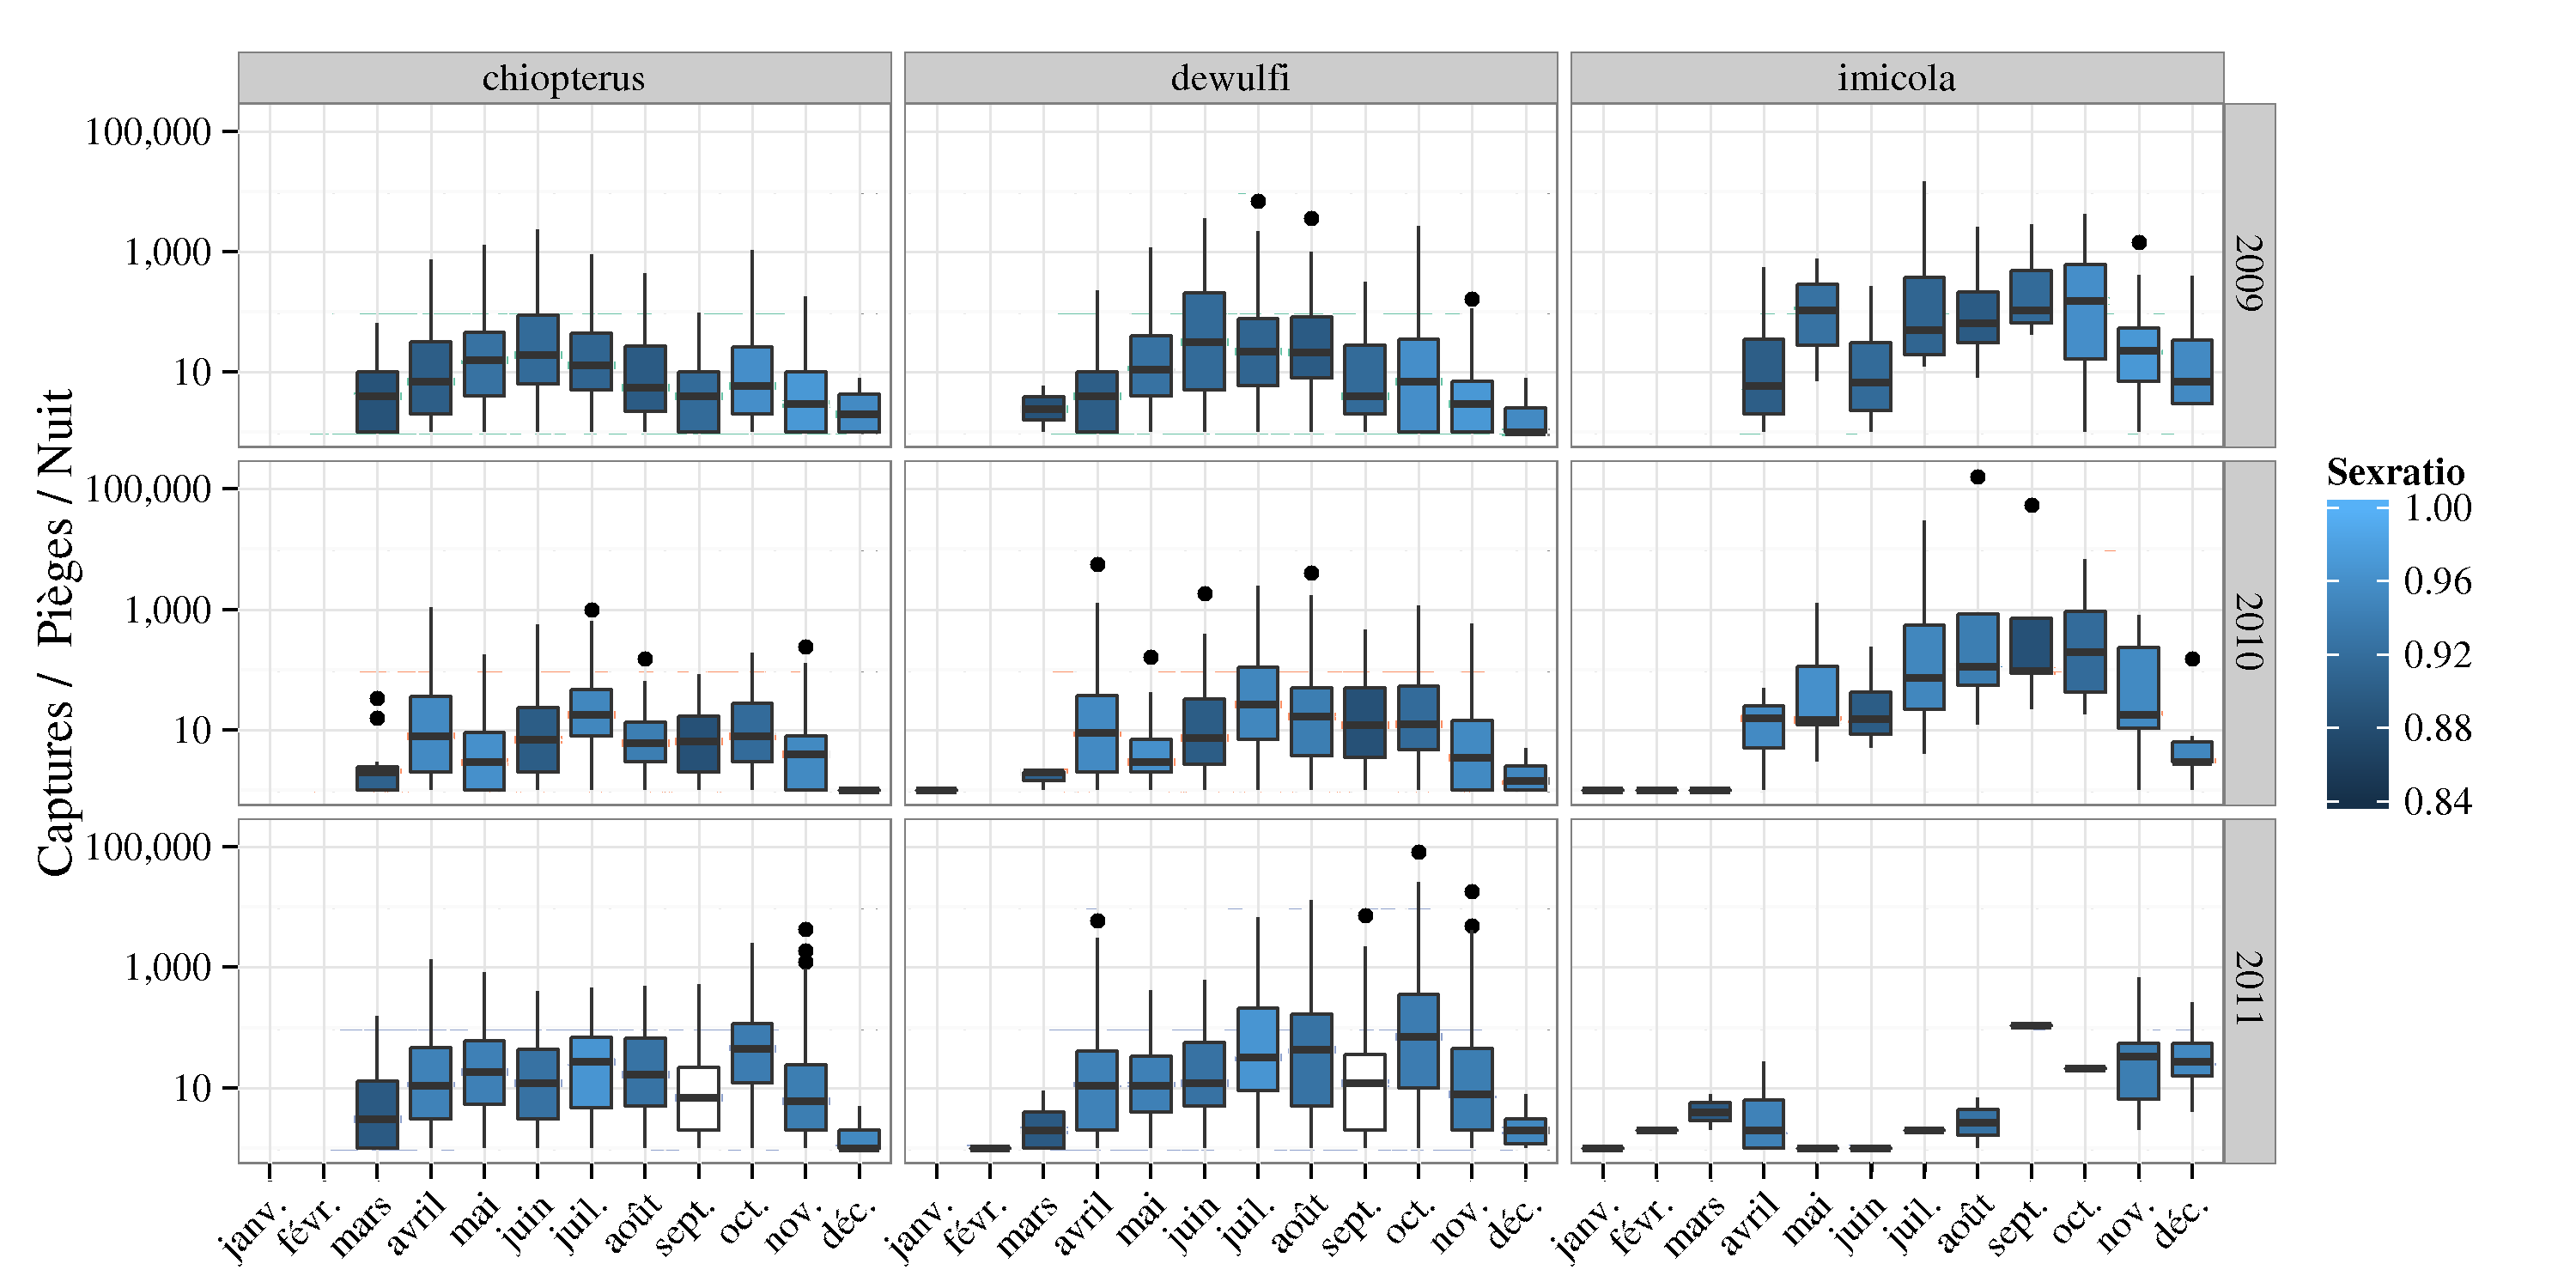 chiopterus dewulfi imicola
100,000
1,000
10
2009
100,000
1,000
10
2010
100,000
1,000
10
2011
Captures / Pièges / Nuit
janv. févr. mars avril mai juin juil. août sept. oct. nov. déc.
janv. févr. mars avril mai juin juil. août sept. oct. nov. déc.
janv. févr. mars avril mai juin juil. août sept. oct. nov. déc.
Sexratio
1.00
0.96
0.92
0.88
0.84